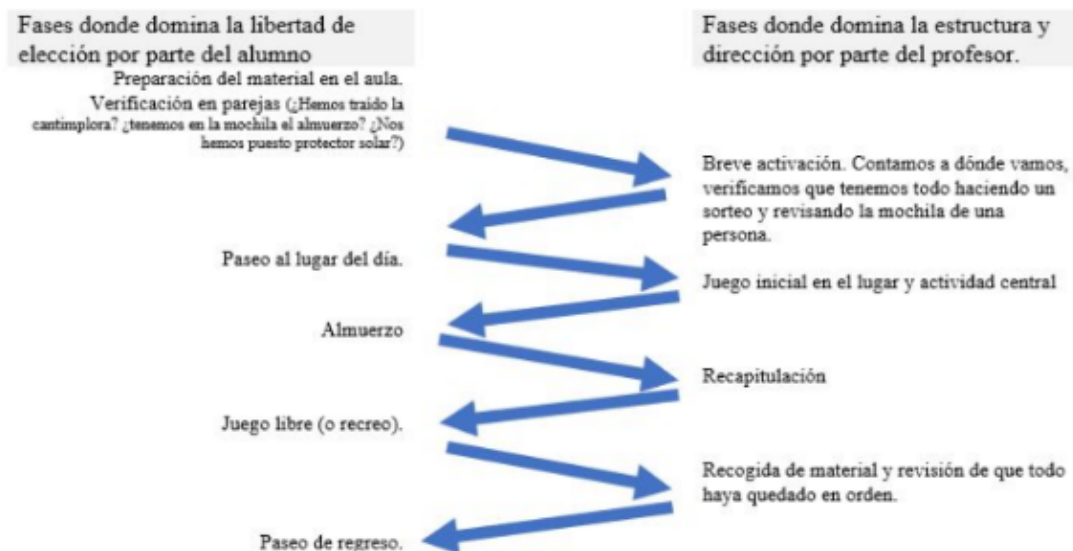 Fases donde domina la libertad de
elección por parte del alumno
Preparación del material en el aula.
Verificación en parejas (¿Hemos traído la
cantimplora? ¿tenemos en la mochila el almuerzo? ¿Nos
hemos puesto protector solar?)
Fases donde domina la estructura y
dirección por parte del profesor.
Breve activación. Contamos a dónde vamos,
verificamos que tenemos todo haciendo un
sorteo y revisando la mochila de una
persona.
Paseo al lugar del día.
Juego inicial en el lugar y actividad central
Almuerzo
Recapitulación
Juego libre (o recreo).
Recogida de material y revisión de que todo
haya quedado en orden.
Paseo de regreso.